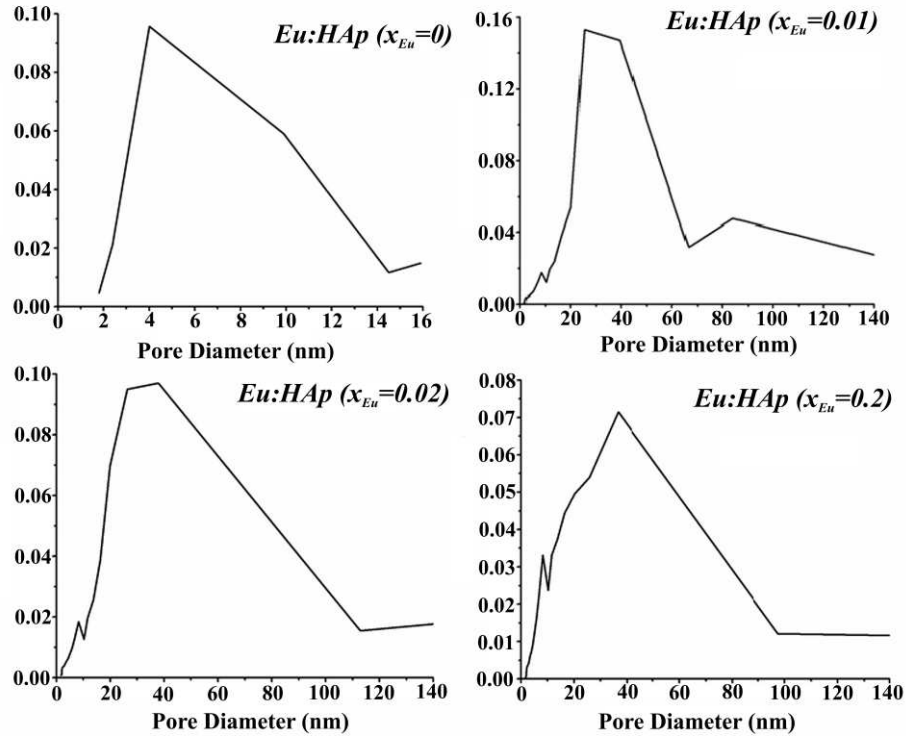 Eu:HAp (xEu=0)
0.10
0.08
0.06
0.04
0.02
0.00
0 2 4 6 8 10 12 14 16
Pore Diameter (nm)
Eu:HAp (xEu=0.01)
0.16
0.12
0.08
0.04
0.00
0 20 40 60 80 100 120 140
Pore Diameter (nm)
Eu:HAp (xEu=0.02)
0.10
0.08
0.06
0.04
0.02
0.00
0 20 40 60 80 100 120 140
Pore Diameter (nm)
Eu:HAp (xEu=0.2)
0.08
0.07
0.06
0.05
0.04
0.03
0.02
0.01
0.00
0 20 40 60 80 100 120 140
Pore Diameter (nm)